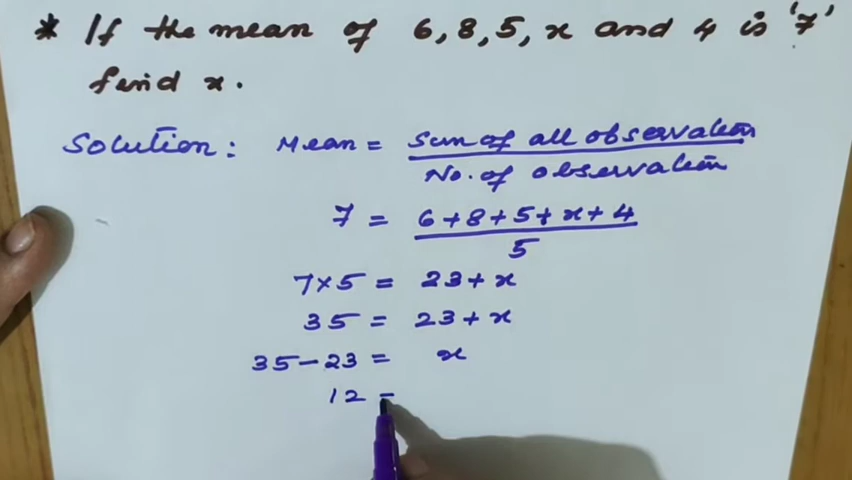 * If the mean of 6, 8, 5, x and 4 is '7'
find x.
Solution: Mean = Sum of all observation
No. of observation
7 = 6+8+5+x+4
5
7×5 = 23+x
35 = 23+x
35-23 = x
12 =